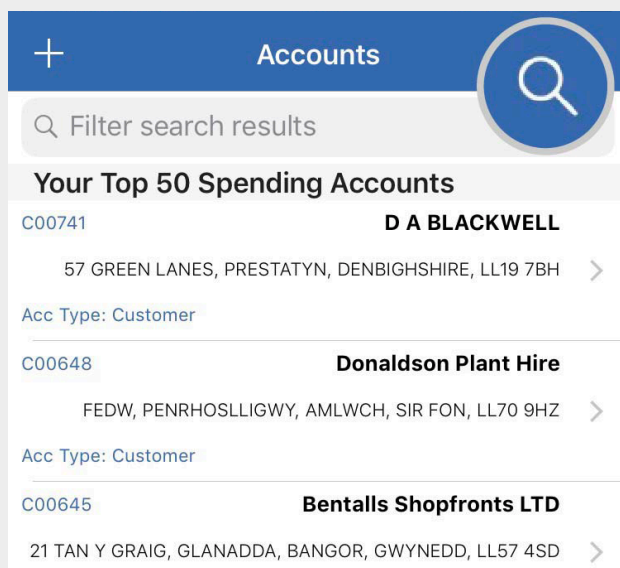 Accounts
Filter search results
Your Top 50 Spending Accounts
C00741 D A BLACKWELL
57 GREEN LANES, PRESTATYN, DENBIGHSHIRE, LL19 7BH
Acc Type: Customer
C00648 Donaldson Plant Hire
FEDW, PENRHOSLLIGWY, AMLWCH, SIR FON, LL70 9HZ
Acc Type: Customer
C00645 Bentalls Shopfronts LTD
21 TAN Y GRAIG, GLANADDA, BANGOR, GWYNEDD, LL57 4SD